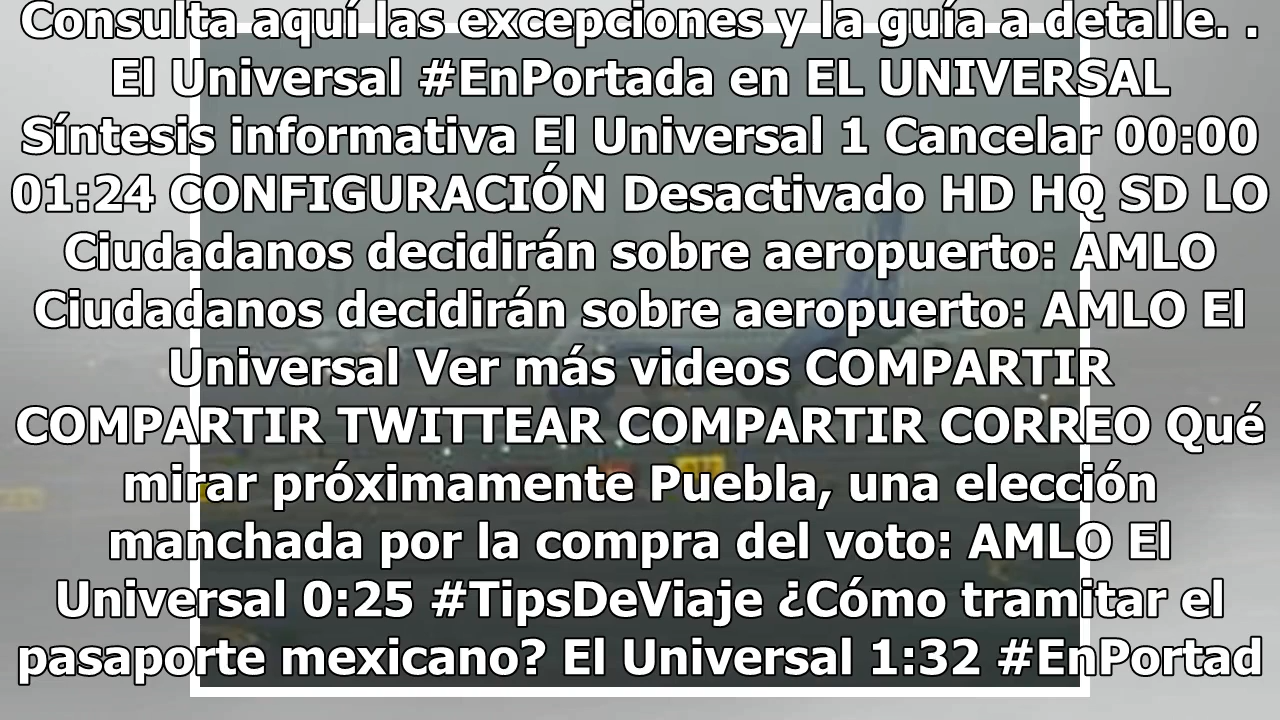 Consulta aquí las excepciones y la guía a detalle. .
El Universal #EnPortada en EL UNIVERSAL
Síntesis informativa El Universal 1 Cancelar 00:00
01:24 CONFIGURACIÓN Desactivado HD HQ SD LO
Ciudadanos decidirán sobre aeropuerto: AMLO
Ciudadanos decidirán sobre aeropuerto: AMLO El
Universal Ver más videos COMPARTIR
COMPARTIR TWITTEAR COMPARTIR CORREO Qué
mirar próximamente Puebla, una elección
manchada por la compra del voto: AMLO El
Universal 0:25 #TipsDeViaje ¿Cómo tramitar el
pasaporte mexicano? El Universal 1:32 #EnPortad